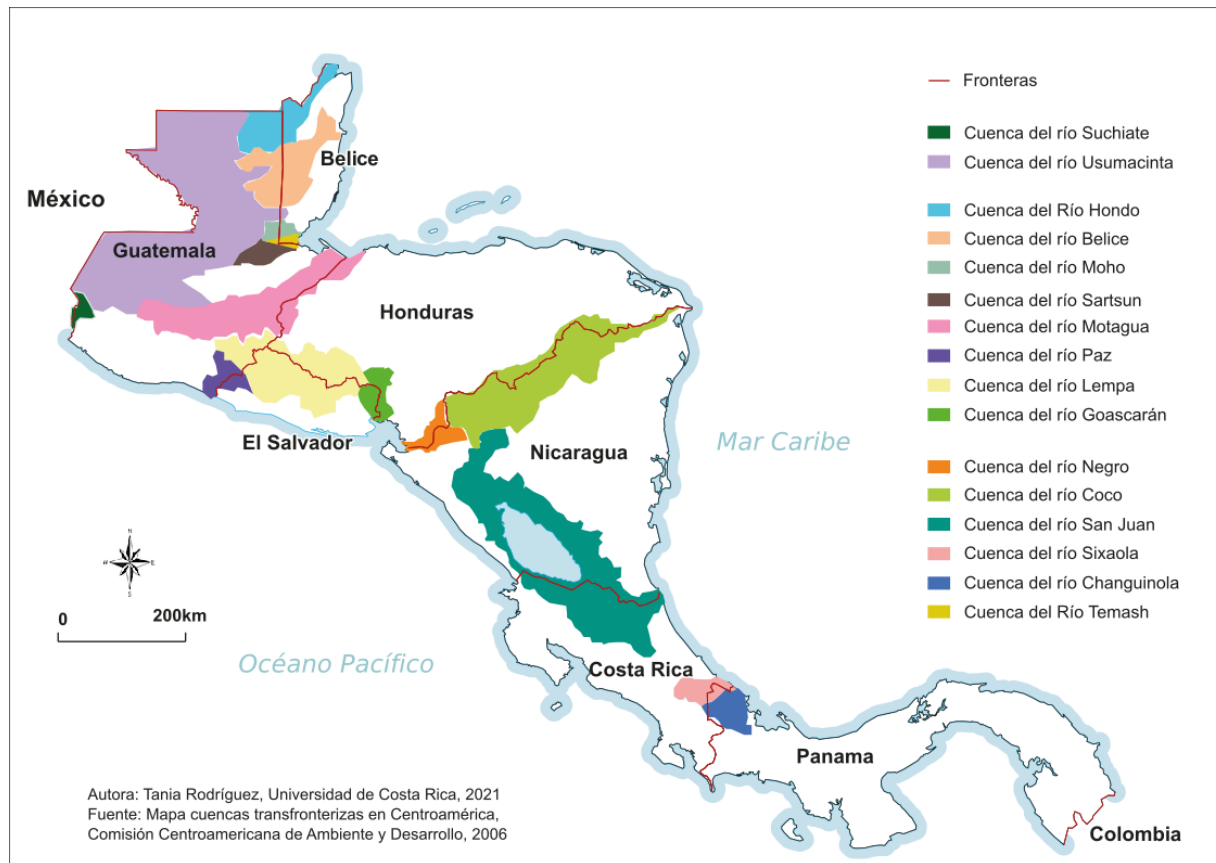 Fronteras
Cuenca del río Suchiate
Cuenca del río Usumacinta
Cuenca del Río Hondo
Cuenca del río Belice
Cuenca del río Moho
Cuenca del río Sartsun
Cuenca del río Motagua
Cuenca del río Paz
Cuenca del río Lempa
Cuenca del río Goascarán
Cuenca del río Negro
Cuenca del río Coco
Cuenca del río San Juan
Cuenca del río Sixaola
Cuenca del río Changuinola
Cuenca del Río Temash
Belice
México
Guatemala
Honduras
El Salvador
Nicaragua
Mar Caribe
N
W
E
S
0
200km
Océano Pacífico
Costa Rica
Panama
Colombia
Autora: Tania Rodríguez, Universidad de Costa Rica, 2021
Fuente: Mapa cuencas transfronterizas en Centroamérica,
Comisión Centroamericana de Ambiente y Desarrollo, 2006